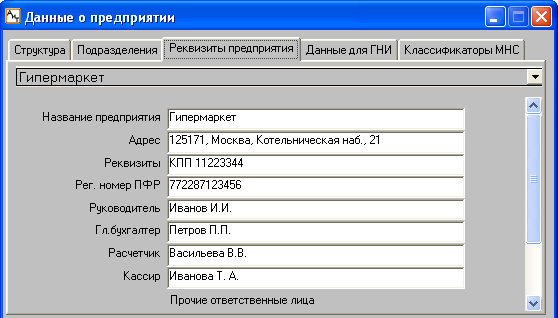 Данные о предприятии
Структура Подразделения Реквизиты предприятия Данные для ГНИ Классификаторы МНС
Гипермаркет
Название предприятия Гипермаркет
Адрес 125171, Москва, Котельническая наб., 21
Реквизиты КПП 11223344
Рег. номер ПФР 772287123456
Руководитель Иванов И.И.
Гл.бухгалтер Петров П.П.
Расчетчик Васильева В.В.
Кассир Иванова Т. А.
Прочие ответственные лица